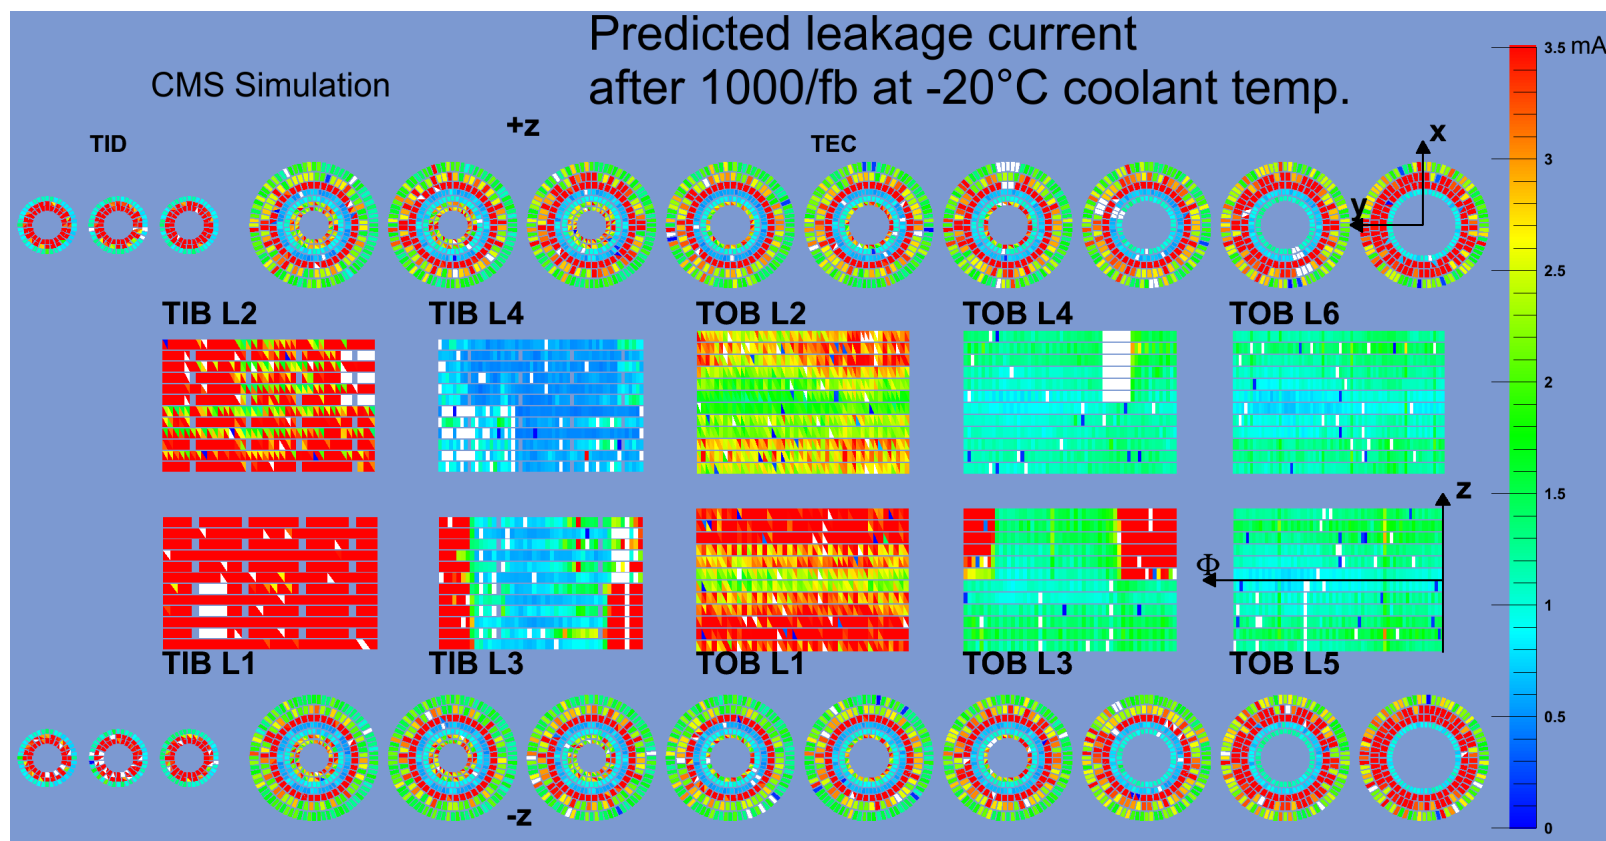 Predicted leakage current
after 1000/fb at -20°C coolant temp.
CMS Simulation
3.5 mA
+z
TID
TEC
x
y
3
TIB L2
TIB L4
TOB L2
TOB L4
TOB L6
2.5
2
1.5
z
Φ
1
TIB L1
TIB L3
TOB L1
TOB L3
TOB L5
0.5
-z
0